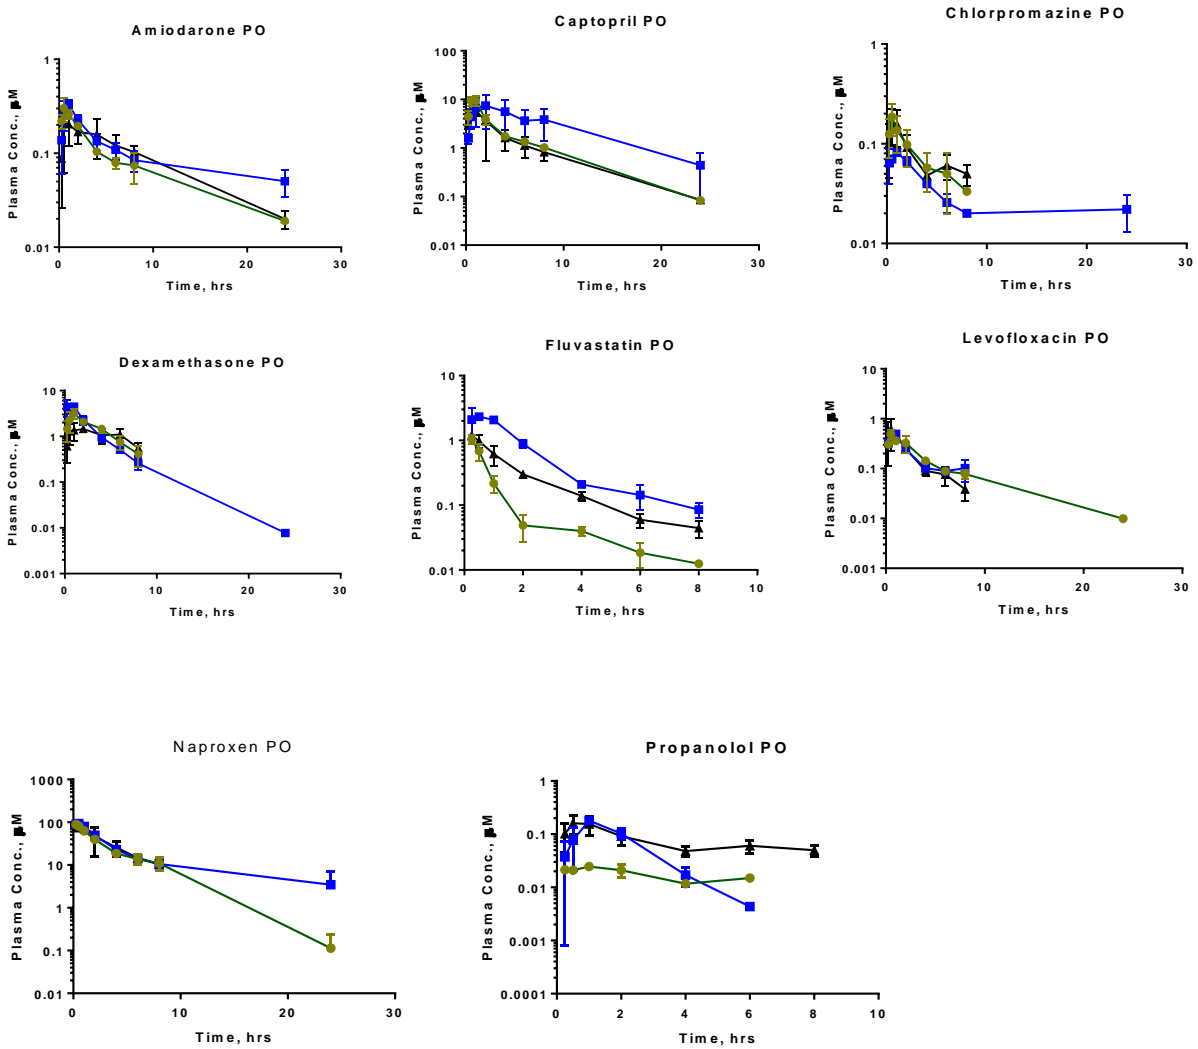 Amiodarone PO
Plasma Conc., µM
1
0.1
0.01
0 10 20 30
Time, hrs
Captopril PO
Plasma Conc., µM
100
10
1
0.1
0.01
0 10 20 30
Time, hrs
Chlorpromazine PO
Plasma Conc., µM
1
0.1
0.01
0 10 20 30
Time, hrs
Dexamethasone PO
Plasma Conc., µM
10
1
0.1
0.01
0.001
0 10 20 30
Time, hrs
Fluvastatin PO
Plasma Conc., µM
10
1
0.1
0.01
0 2 4 6 8 10
Time, hrs
Levofloxacin PO
Plasma Conc., µM
10
1
0.1
0.01
0.001
0 10 20 30
Time, hrs
Naproxen PO
Plasma Conc., µM
1000
100
10
1
0.1
0.01
0 10 20 30
Time, hrs
Propanolol PO
Plasma Conc., µM
1
0.1
0.01
0.001
0.0001
0 2 4 6 8 10
Time, hrs